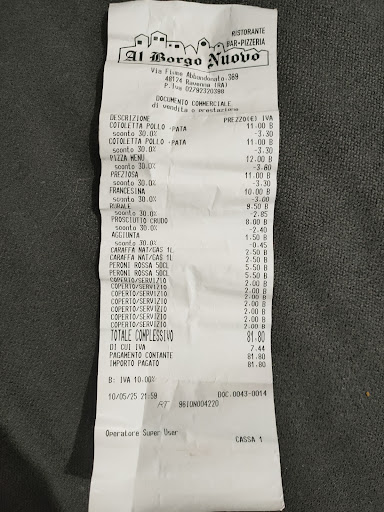 RISTORANTE
BAR-PIZZERIA
Al Borgo Nuovo
Via Fiume Abbandonato,369
48124 Ravenna (RA)
P.Iva 02792320398
DOCUMENTO COMMERCIALE
di vendita o prestazione
DESCRIZIONE PREZZO(€) IVA
COTOLETTA POLLO -PATA 11.00 B
sconto 30.0% -3.30
COTOLETTA POLLO -PATA 11.00 B
sconto 30.0% -3.30
PIZZA MENU 12.00 B
sconto 30.0% -3.60
PREZIOSA 11.00 B
sconto 30.0% -3.30
FRANCESINA 10.00 B
sconto 30.0% -3.00
RURALE 9.50 B
sconto 30.0% -2.85
PROSCIUTTO CRUDO 8.00 B
sconto 30.0% -2.40
AGGIUNTA 1.50 B
sconto 30.0% -0.45
CARAFFA NAT/GAS 1L 2.50 B
CARAFFA NAT/GAS 1L 2.50 B
PERONI ROSSA 50CL 5.50 B
PERONI ROSSA 50CL 5.50 B
COPERTO/SERVIZIO 2.00 B
COPERTO/SERVIZIO 2.00 B
COPERTO/SERVIZIO 2.00 B
COPERTO/SERVIZIO 2.00 B
COPERTO/SERVIZIO 2.00 B
COPERTO/SERVIZIO 2.00 B
TOTALE COMPLESSIVO 81.80
DI CUI IVA 7.44
PAGAMENTO CONTANTE 81.80
IMPORTO PAGATO 81.80
B: IVA 10.00%
10/05/25 21:59 DOC.0043-0014
RT 96IDN004220
Operatore Super User
CASSA 1